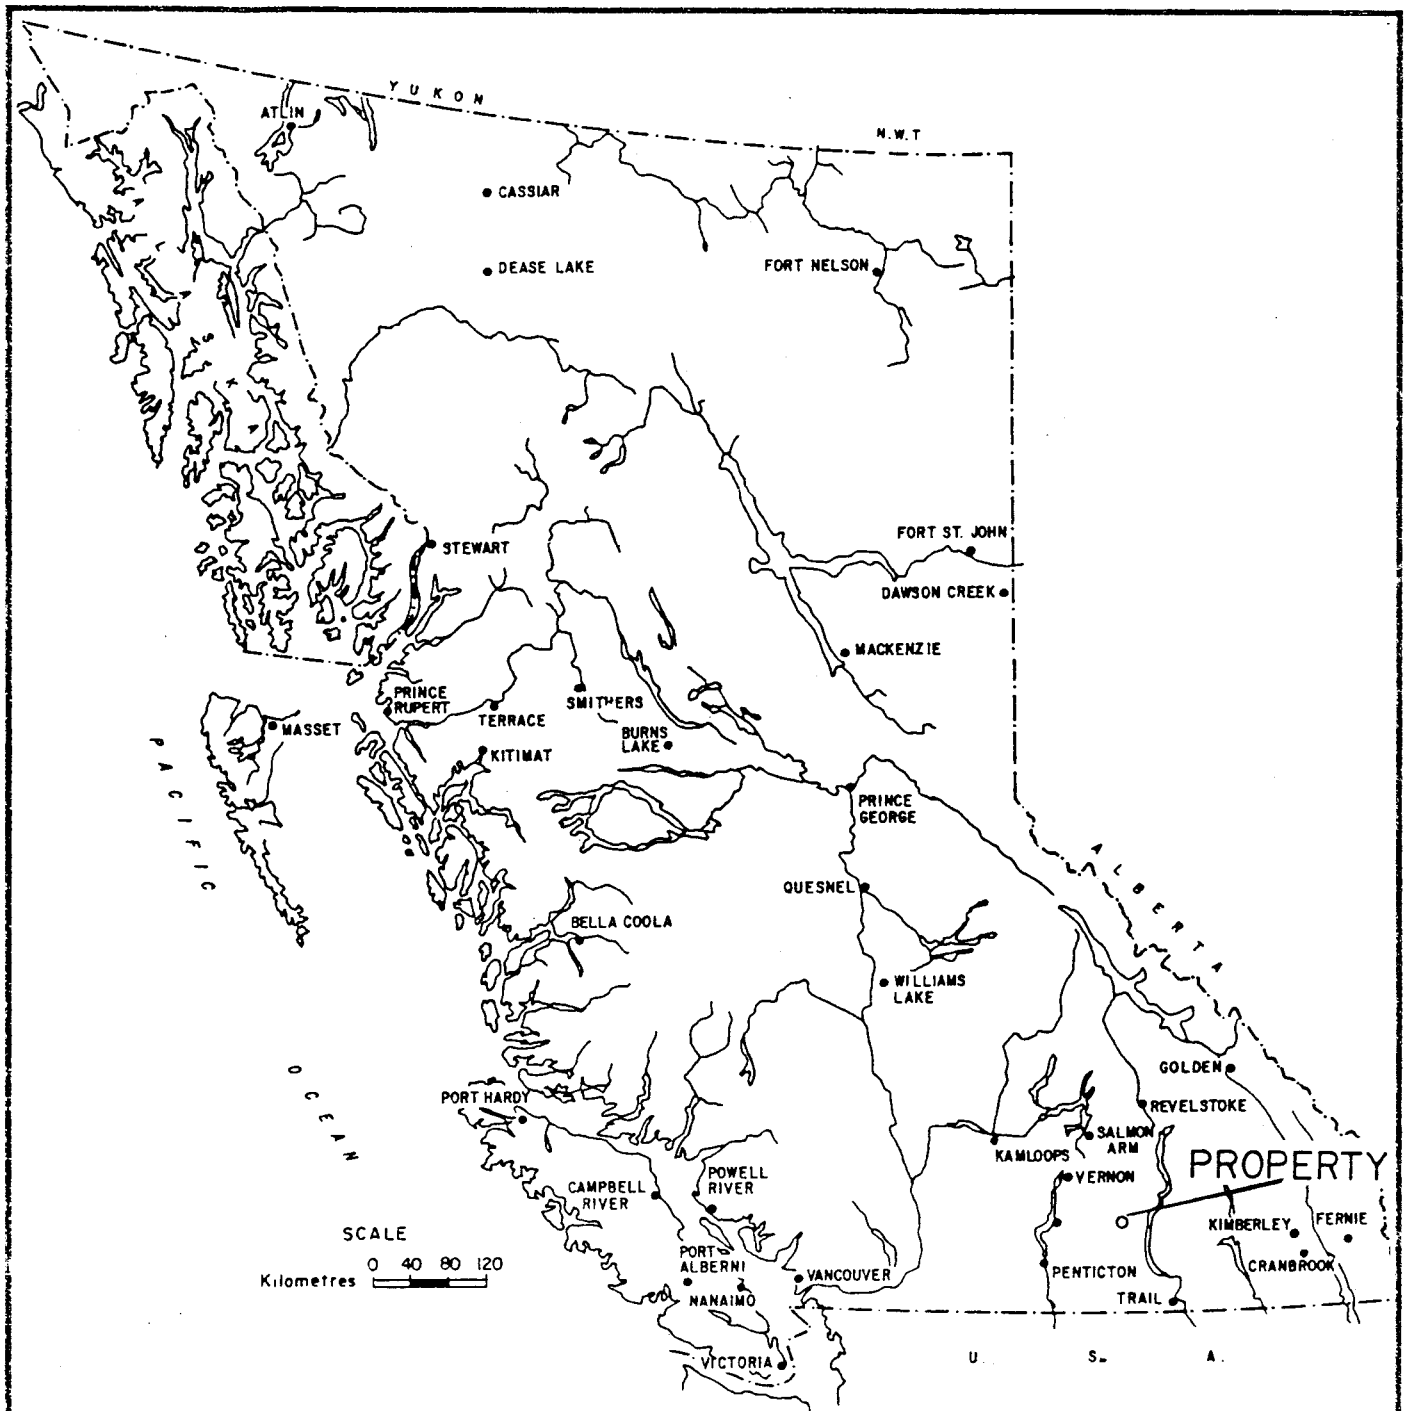 YUKON
N.W.T
ATLIN
CASSIAR
DEASE LAKE
FORT NELSON
ALASKA
STEWART
FORT ST. JOHN
DAWSON CREEK
MACKENZIE
PRINCE
RUPERT
TERRACE
SMITHERS
MASSET
KITIMAT
BURNS
LAKE
PRINCE
GEORGE
PACIFIC
ALBERTA
QUESNEL
BELLA COOLA
WILLIAMS
LAKE
OCEAN
GOLDEN
PORT HARDY
REVELSTOKE
SALMON
ARM
KAMLOOPS
PROPERTY
VERNON
POWELL
RIVER
CAMPBELL
RIVER
KIMBERLEY
FERNIE
SCALE
0 40 80 120
Kilometres
PORT
ALBERNI
NANAIMO
VANCOUVER
PENTICTON
CRANBROOK
TRAIL
VICTORIA
U. S. A.